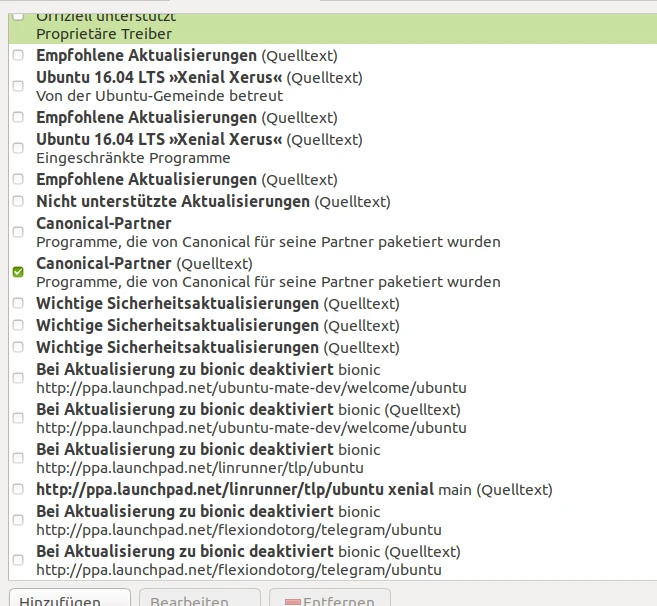 Offiziell unterstützt
Proprietäre Treiber
Empfohlene Aktualisierungen (Quelltext)
Ubuntu 16.04 LTS »Xenial Xerus« (Quelltext)
Von der Ubuntu-Gemeinde betreut
Empfohlene Aktualisierungen (Quelltext)
Ubuntu 16.04 LTS »Xenial Xerus« (Quelltext)
Eingeschränkte Programme
Empfohlene Aktualisierungen (Quelltext)
Nicht unterstützte Aktualisierungen (Quelltext)
Canonical-Partner
Programme, die von Canonical für seine Partner paketiert wurden
Canonical-Partner (Quelltext)
Programme, die von Canonical für seine Partner paketiert wurden
Wichtige Sicherheitsaktualisierungen (Quelltext)
Wichtige Sicherheitsaktualisierungen (Quelltext)
Wichtige Sicherheitsaktualisierungen (Quelltext)
Bei Aktualisierung zu bionic deaktiviert bionic
http://ppa.launchpad.net/ubuntu-mate-dev/welcome/ubuntu
Bei Aktualisierung zu bionic deaktiviert bionic (Quelltext)
http://ppa.launchpad.net/ubuntu-mate-dev/welcome/ubuntu
Bei Aktualisierung zu bionic deaktiviert bionic
http://ppa.launchpad.net/linrunner/tlp/ubuntu
http://ppa.launchpad.net/linrunner/tlp/ubuntu xenial main (Quelltext)
Bei Aktualisierung zu bionic deaktiviert bionic
http://ppa.launchpad.net/flexiondotorg/telegram/ubuntu
Bei Aktualisierung zu bionic deaktiviert bionic (Quelltext)
http://ppa.launchpad.net/flexiondotorg/telegram/ubuntu
Hinzufügen Bearbeiten Entfernen